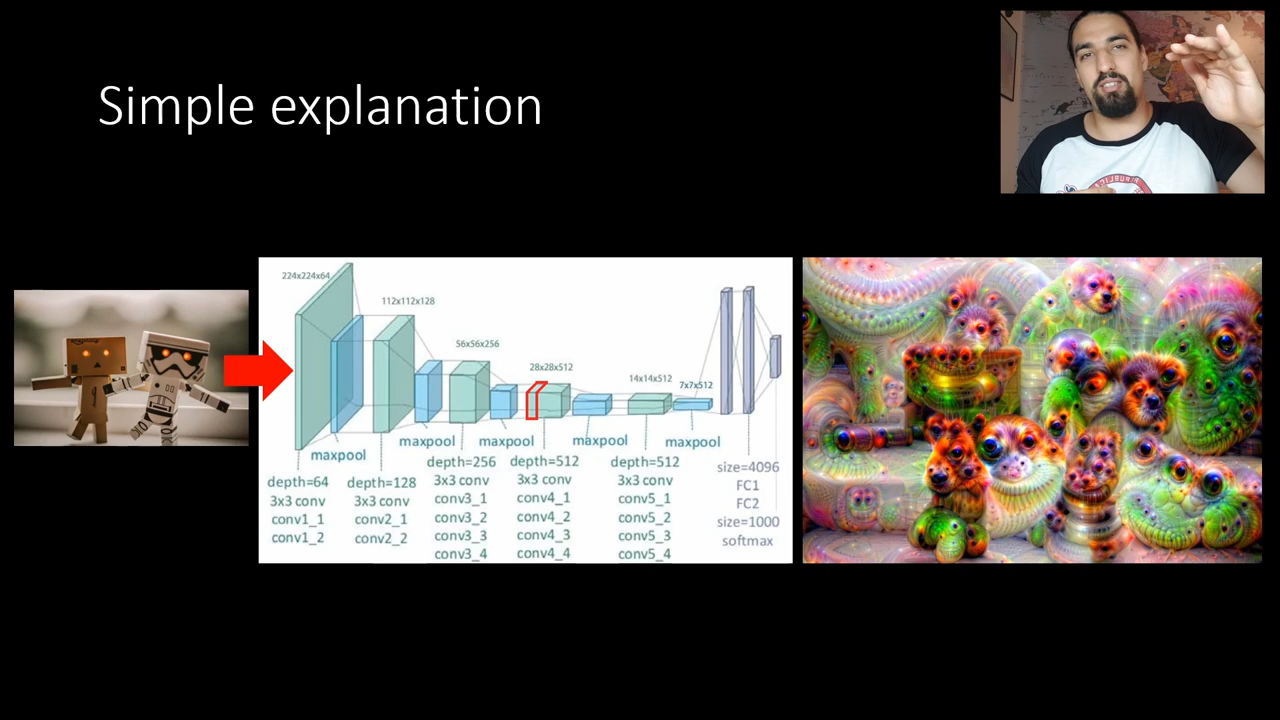 Simple explanation
224x224x64
112x112x128
56x56x256
28x28x512
14x14x512
7x7x512
maxpool
maxpool
maxpool
maxpool
maxpool
depth=64
3x3 conv
conv1_1
conv1_2
depth=128
3x3 conv
conv2_1
conv2_2
depth=256
3x3 conv
conv3_1
conv3_2
conv3_3
conv3_4
depth=512
3x3 conv
conv4_1
conv4_2
conv4_3
conv4_4
depth=512
3x3 conv
conv5_1
conv5_2
conv5_3
conv5_4
size=4096
FC1
FC2
size=1000
softmax